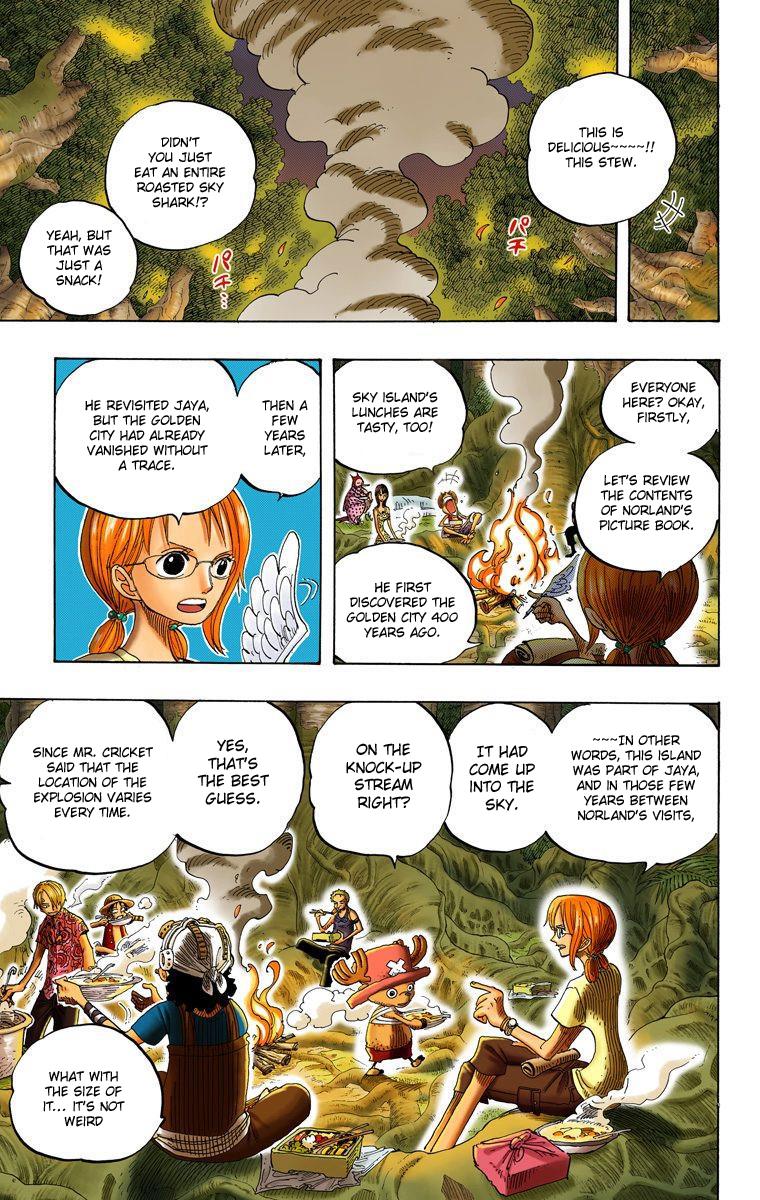 THIS IS
DELICIOUS~~~~!!
THIS STEW.
パチ
DIDN'T
YOU JUST
EAT AN ENTIRE
ROASTED SKY
SHARK!?
パチ…
YEAH, BUT
THAT WAS
JUST A
SNACK!
EVERYONE
HERE? OKAY,
FIRSTLY,
LET'S REVIEW
THE CONTENTS
OF NORLAND'S
PICTURE BOOK.
SKY ISLAND'S
LUNCHES ARE
TASTY, TOO!
HE FIRST
DISCOVERED THE
GOLDEN CITY 400
YEARS AGO.
THEN A
FEW
YEARS
LATER,
HE REVISITED JAYA,
BUT THE GOLDEN
CITY HAD ALREADY
VANISHED WITHOUT
A TRACE.
~~~IN OTHER
WORDS, THIS ISLAND
WAS PART OF JAYA,
AND IN THOSE FEW
YEARS BETWEEN
NORLAND'S VISITS,
IT HAD
COME UP
INTO THE
SKY.
ON THE
KNOCK-UP
STREAM
RIGHT?
YES,
THAT'S
THE BEST
GUESS.
SINCE MR. CRICKET
SAID THAT THE
LOCATION OF THE
EXPLOSION VARIES
EVERY TIME.
WHAT WITH
THE SIZE OF
IT... IT'S NOT
WEIRD